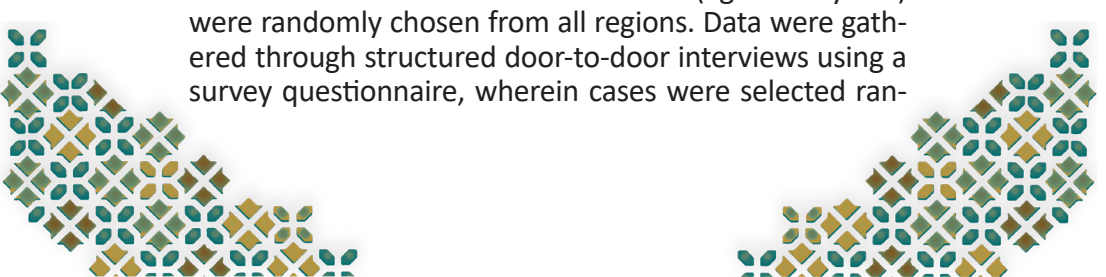 were randomly chosen from all regions. Data were gath-
ered through structured door-to-door interviews using a
survey questionnaire, wherein cases were selected ran-